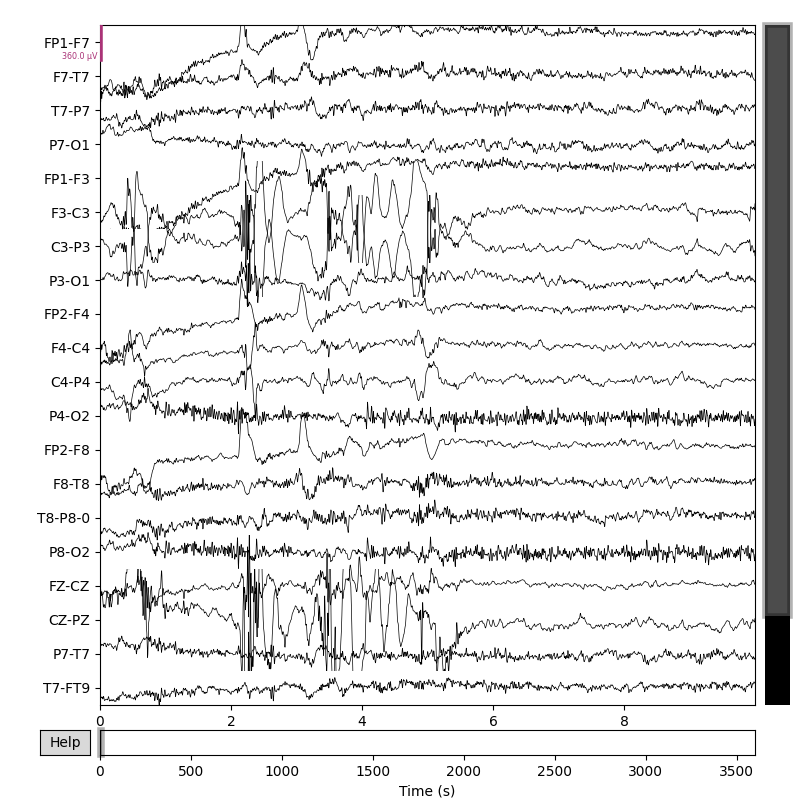 FP1-F7
360.0 µV
F7-T7
T7-P7
P7-O1
FP1-F3
F3-C3
C3-P3
P3-O1
FP2-F4
F4-C4
C4-P4
P4-O2
FP2-F8
F8-T8
T8-P8-0
P8-O2
FZ-CZ
CZ-PZ
P7-T7
T7-FT9
0 2 4 6 8
Help
0 500 1000 1500 2000 2500 3000 3500
Time (s)